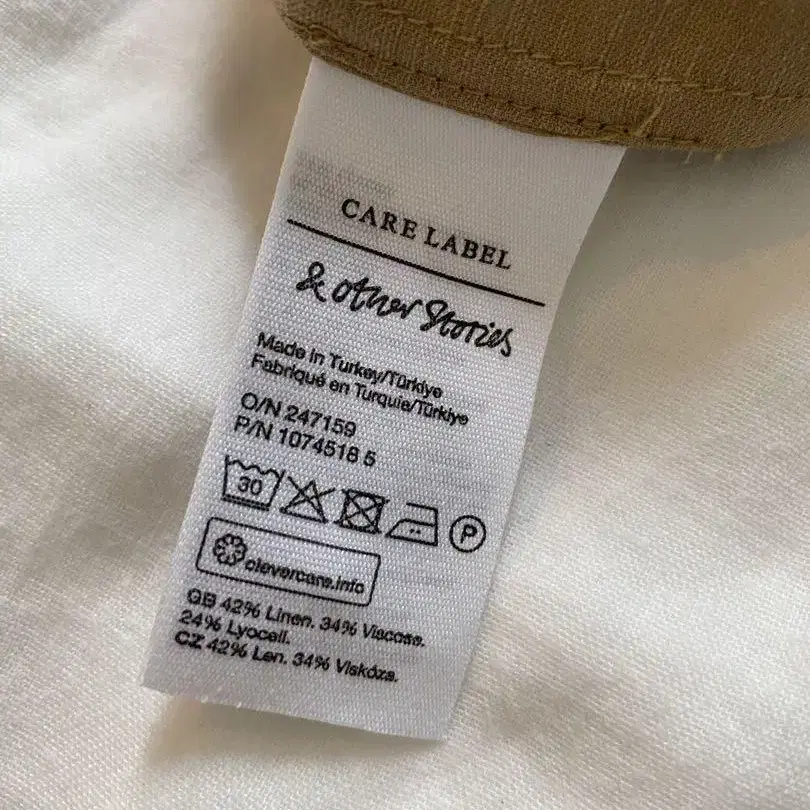 CARE LABEL
& other Stories
Made in Turkey/Türkiye
Fabriqué en Turquie/Türkiye
O/N 247159
P/N 1074516 5
30
P
clevercare.info
GB 42% Linen. 34% Viscose.
24% Lyocell.
CZ 42% Len. 34% Viskóza.